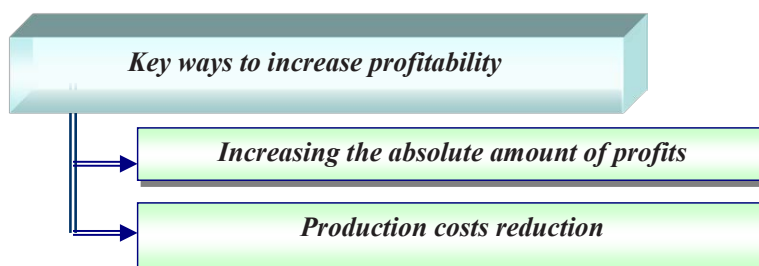 Key ways to increase profitability
Increasing the absolute amount of profits
Production costs reduction